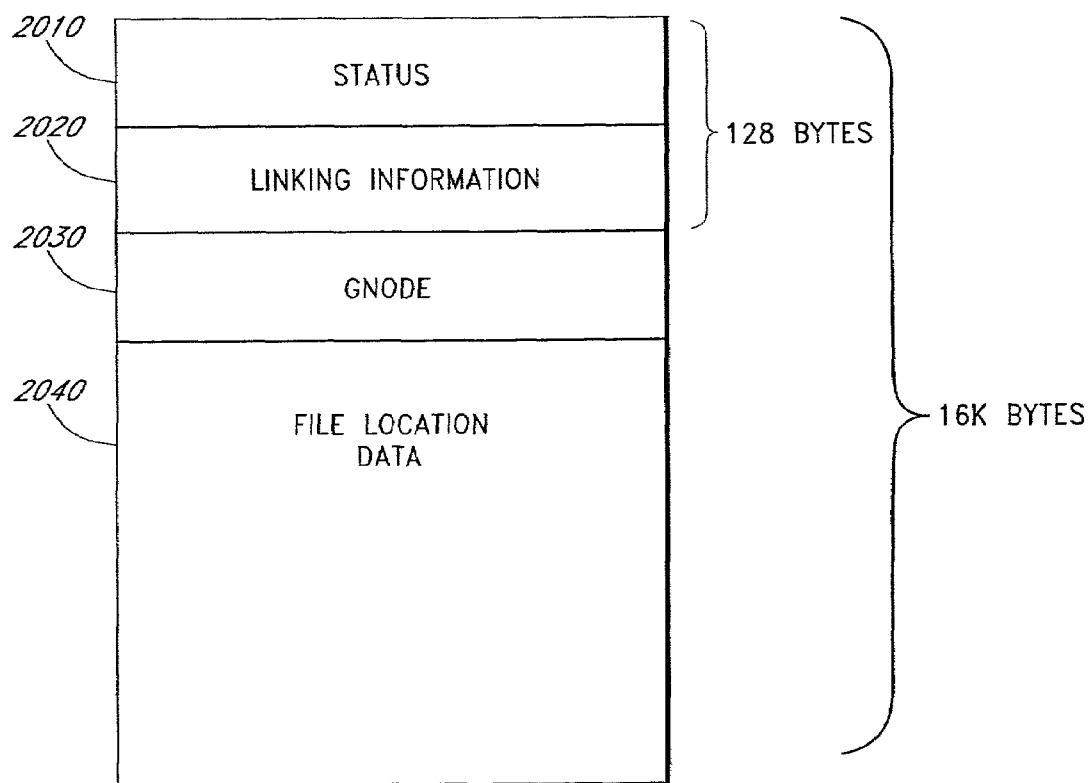 2010
STATUS
2020
128 BYTES
LINKING INFORMATION
2030
GNODE
2040
FILE LOCATION
DATA
16K BYTES